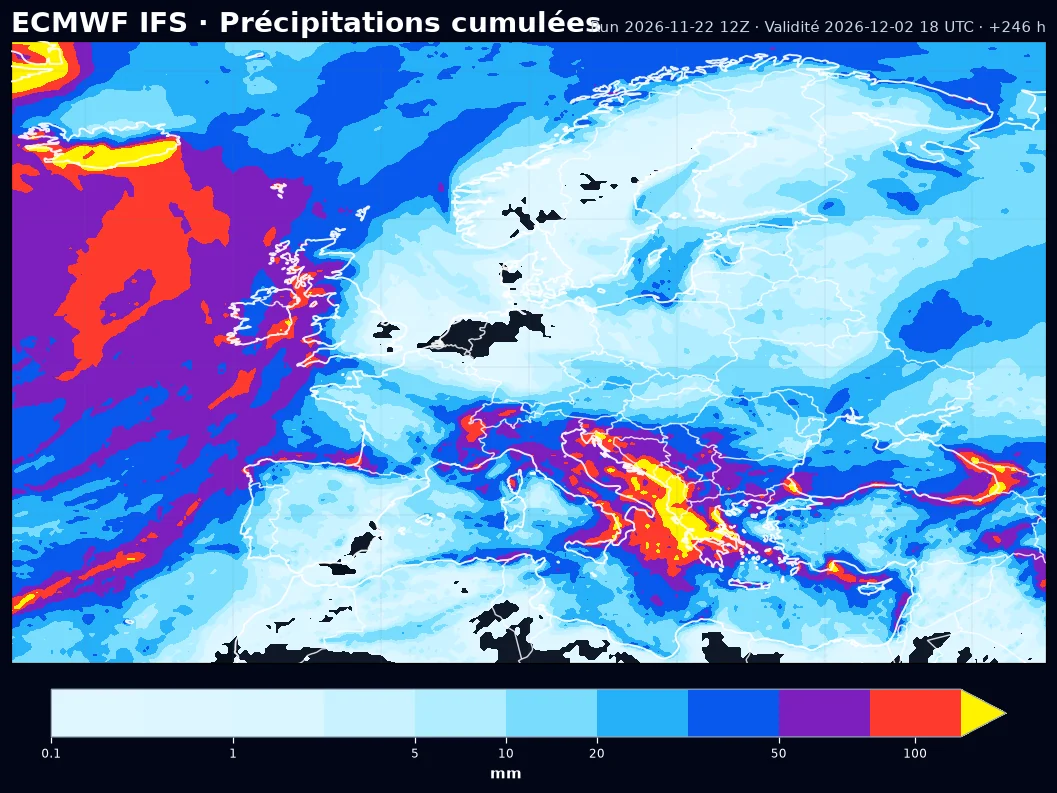 ECMWF IFS · Précipitations cumulées
Run 2026-11-22 12Z · Validité 2026-12-02 18 UTC · +246 h
0.1 1 5 10 20 50 100
mm